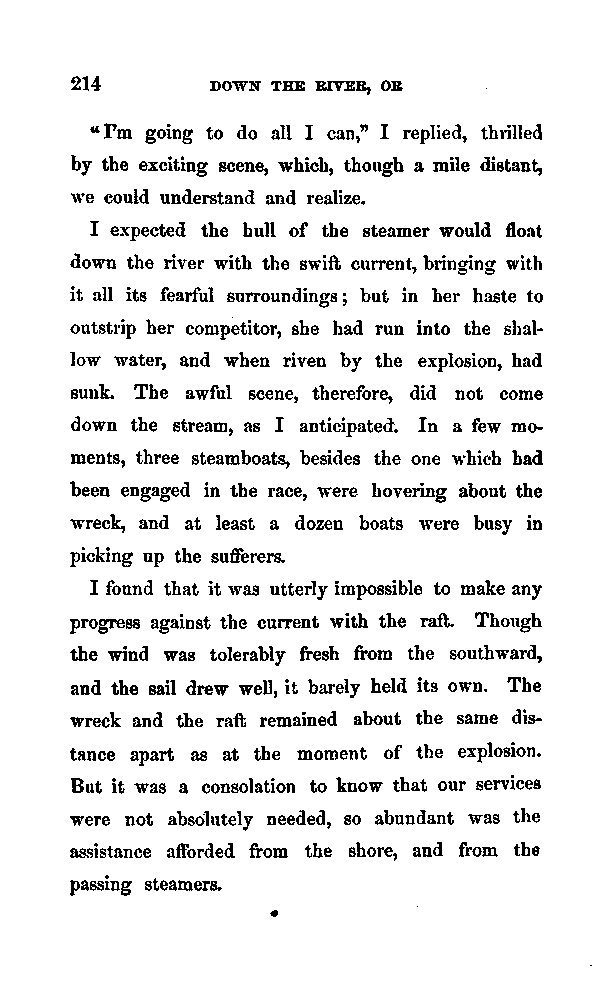 214 DOWN THE RIVER, OR
"I'm going to do all I can," I replied, thrilled
by the exciting scene, which, though a mile distant,
we could understand and realize.
I expected the hull of the steamer would float
down the river with the swift current, bringing with
it all its fearful surroundings; but in her haste to
outstrip her competitor, she had run into the shal-
low water, and when riven by the explosion, had
sunk. The awful scene, therefore, did not come
down the stream, as I anticipated. In a few mo-
ments, three steamboats, besides the one which had
been engaged in the race, were hovering about the
wreck, and at least a dozen boats were busy in
picking up the sufferers.
I found that it was utterly impossible to make any
progress against the current with the raft. Though
the wind was tolerably fresh from the southward,
and the sail drew well, it barely held its own. The
wreck and the raft remained about the same dis-
tance apart as at the moment of the explosion.
But it was a consolation to know that our services
were not absolutely needed, so abundant was the
assistance afforded from the shore, and from the
passing steamers.